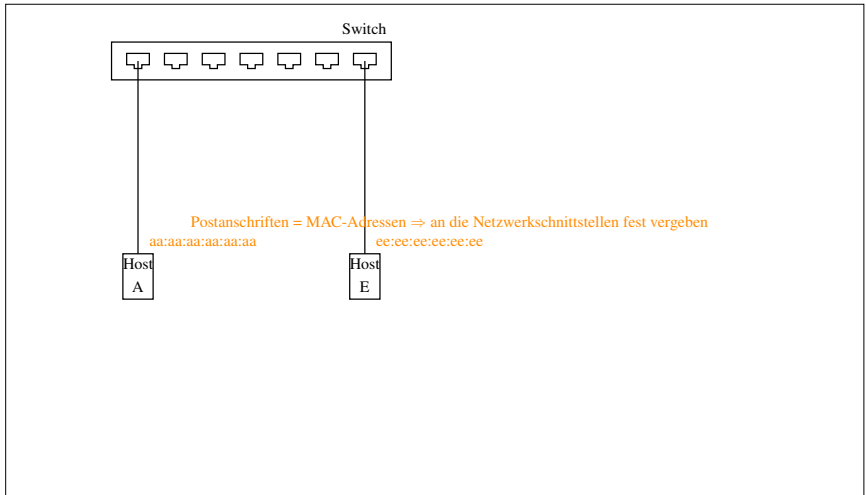 Switch
Postanschriften = MAC-Adressen ⇒ an die Netzwerkschnittstellen fest vergeben
aa:aa:aa:aa:aa:aa
ee:ee:ee:ee:ee:ee
Host
A
Host
E